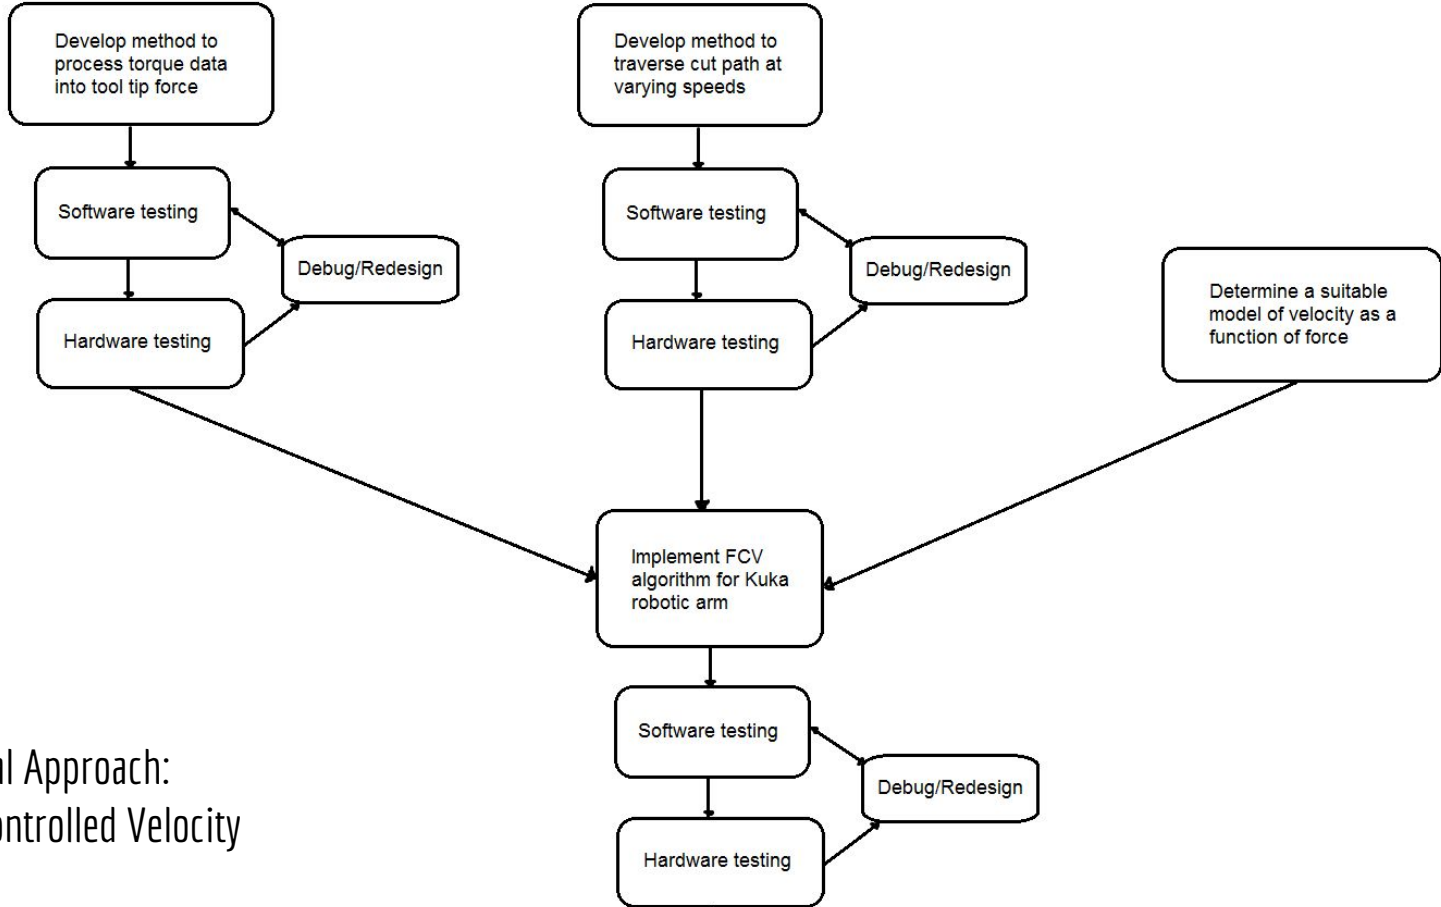 Develop method to
process torque data
into tool tip force
Develop method to
traverse cut path at
varying speeds
Software testing
Debug/Redesign
Hardware testing
Software testing
Debug/Redesign
Hardware testing
Determine a suitable
model of velocity as a
function of force
Implement FCV
algorithm for Kuka
robotic arm
Software testing
Debug/Redesign
Hardware testing
Approach:
Velocity